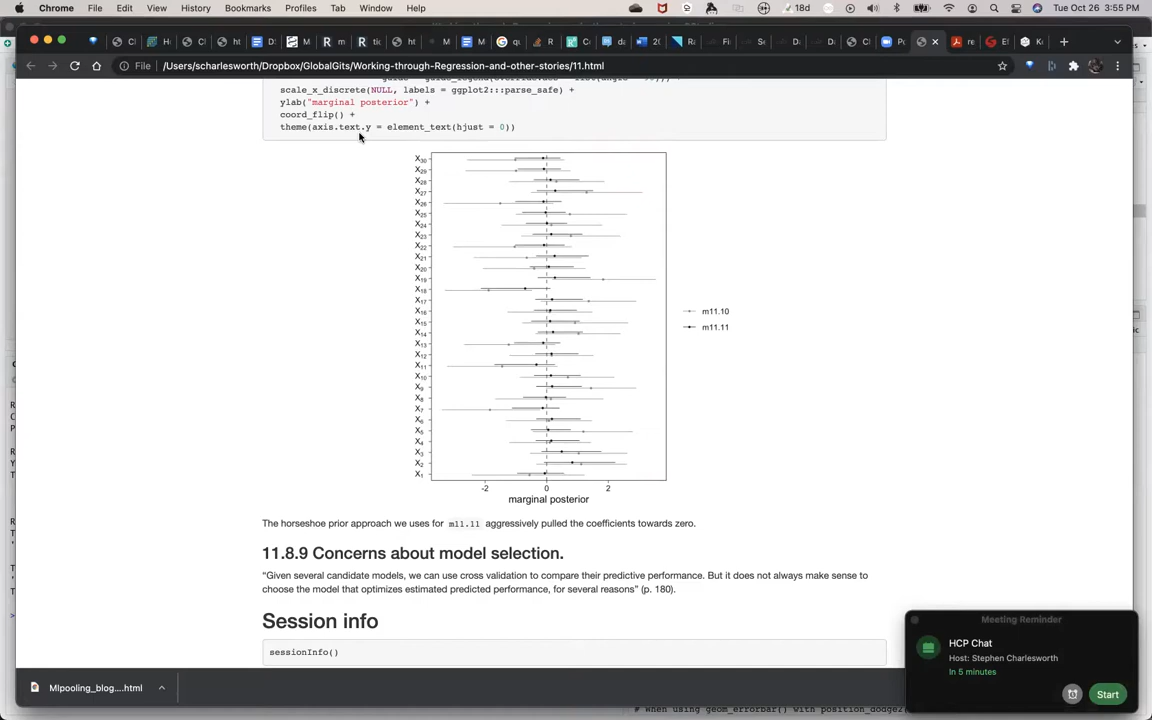 Chrome File Edit View History Bookmarks Profiles Tab Window Help 18d Tue Oct 26 3:55 PM
File /Users/scharlesworth/Dropbox/GlobalGits/Working-through-Regression-and-other-stories/11.html
scale_x_discrete(NULL, labels = ggplot2:::parse_safe) +
ylab("marginal posterior") +
coord_flip() +
theme(axis.text.y = element_text(hjust = 0))
X30
X29
X28
X27
X26
X25
X24
X23
X22
X21
X20
X19
X18
X17
X16
X15
X14
X13
X12
X11
X10
X9
X8
X7
X6
X5
X4
X3
X2
X1
m11.10
m11.11
-2 0 2
marginal posterior
The horseshoe prior approach we uses for m11.11 aggressively pulled the coefficients towards zero.
11.8.9 Concerns about model selection.
“Given several candidate models, we can use cross validation to compare their predictive performance. But it does not always make sense to
choose the model that optimizes estimated predicted performance, for several reasons” (p. 180).
Session info
sessionInfo()
Meeting Reminder
HCP Chat
Host: Stephen Charlesworth
In 5 minutes
Start
MIpooling_blog....html
# When using geom_errorbar() with position_dodge2(